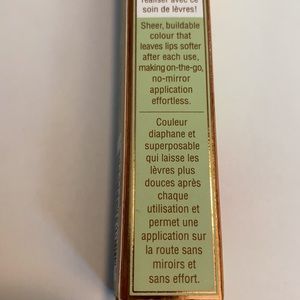 réaliser avec ce
soin de lèvres!
Sheer, buildable
colour that
leaves lips softer
after each use,
making on-the-go,
no-mirror
application
effortless.
Couleur
diaphane et
superposable
qui laisse les
lèvres plus
douces après
chaque
utilisation et
permet une
application sur
la route sans
miroirs et
sans effort.